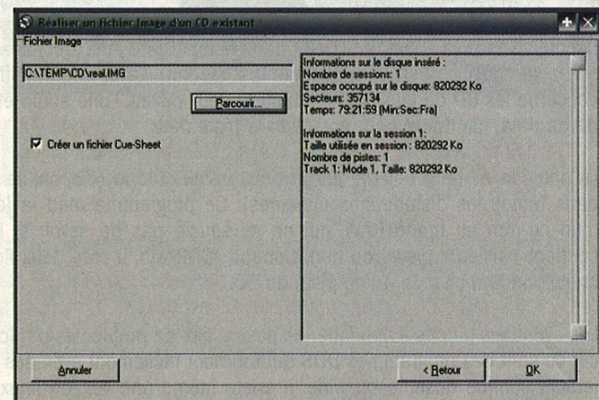 Réaliser un fichier Image d'un CD existant
Fichier Image
C:\TEMP\CD\real.IMG
Parcourir...
Créer un fichier Cue-Sheet
Informations sur le disque inséré :
Nombre de sessions: 1
Espace occupé sur le disque: 820292 Ko
Secteurs: 357134
Temps: 79:21:59 (Min:Sec:Fra)
Informations sur la session 1:
Taille utilisée en session : 820292 Ko
Nombre de pistes: 1
Track 1: Mode 1, Taille: 820292 Ko
Annuler
< Retour
OK